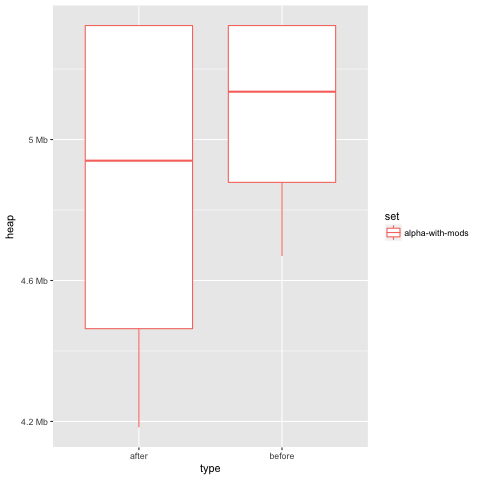 heap
5 Mb
4.6 Mb
4.2 Mb
after
before
type
set
alpha-with-mods